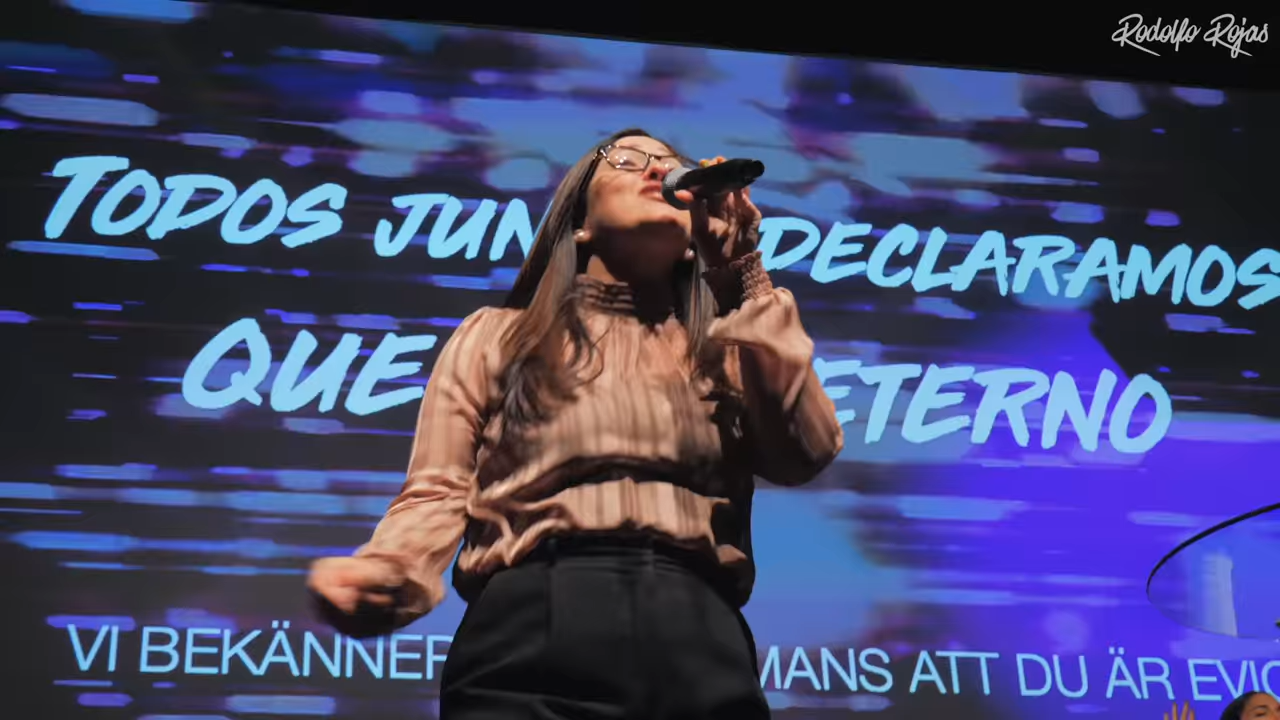 Rodolfo Rojas
TODOS JUN DECLARAMOS
QUE ETERNO
VI BEKÄNNER MANS ATT DU ÄR EVIG